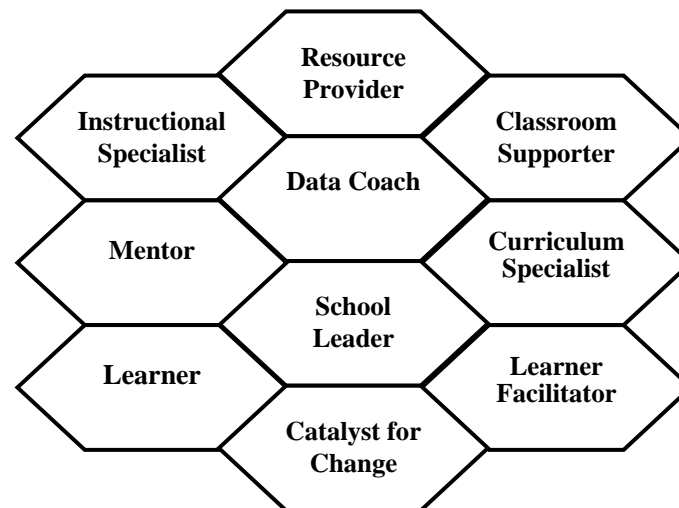 Resource
Provider
Instructional
Specialist
Classroom
Supporter
Data Coach
Mentor
Curriculum
Specialist
School
Leader
Learner
Learner
Facilitator
Catalyst for
Change